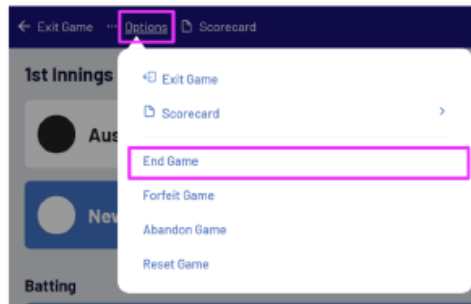 Exit Game ··· Options Scorecard
1st Innings
Exit Game
Aus
Scorecard
End Game
New
Forfeit Game
Abandon Game
Reset Game
Batting